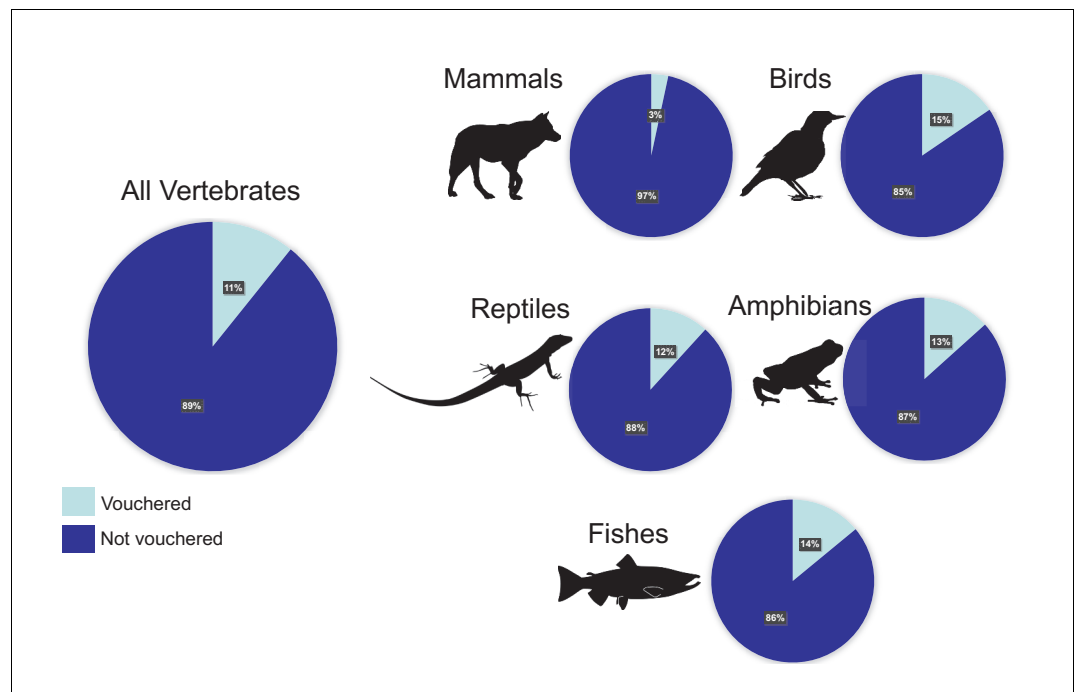 All Vertebrates
11%
89%
Vouchered
Not vouchered
Mammals
3%
97%
Birds
15%
85%
Reptiles
12%
88%
Amphibians
13%
87%
Fishes
14%
86%